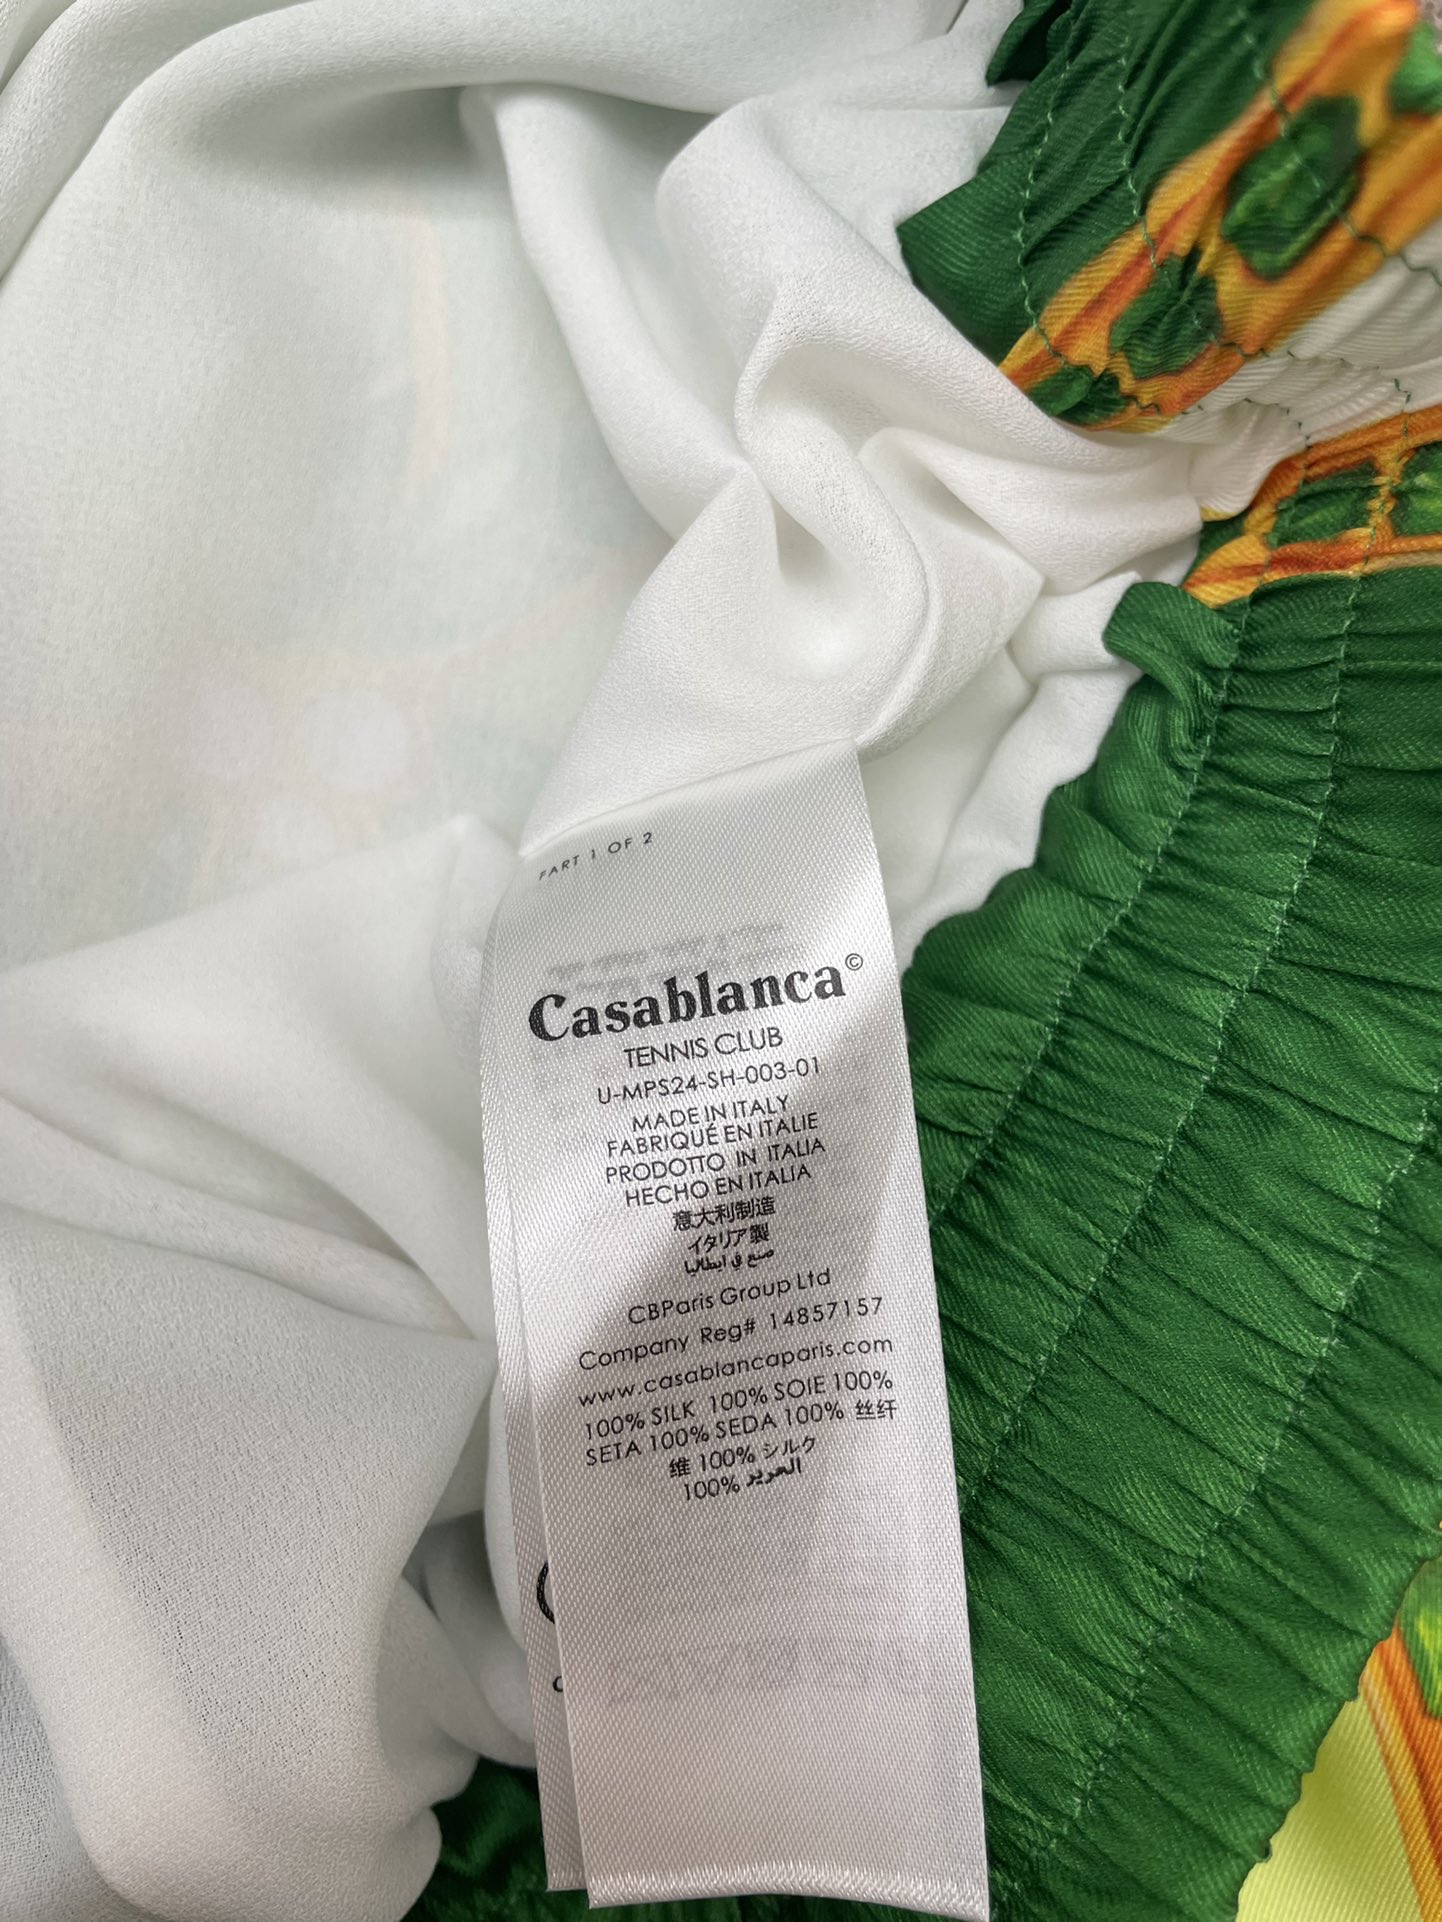 PART 1 OF 2
Casablanca©
TENNIS CLUB
U-MPS24-SH-003-01
MADE IN ITALY
FABRIQUÉ EN ITALIE
PRODOTTO IN ITALIA
HECHO EN ITALIA
意大利制造
イタリア製
صنع في ايطاليا
CBParis Group Ltd
Company Reg# 14857157
www.casablancaparis.com
100% SILK 100% SOIE 100%
SETA 100% SEDA 100% 丝纤
维 100% シルク
100% الحرير